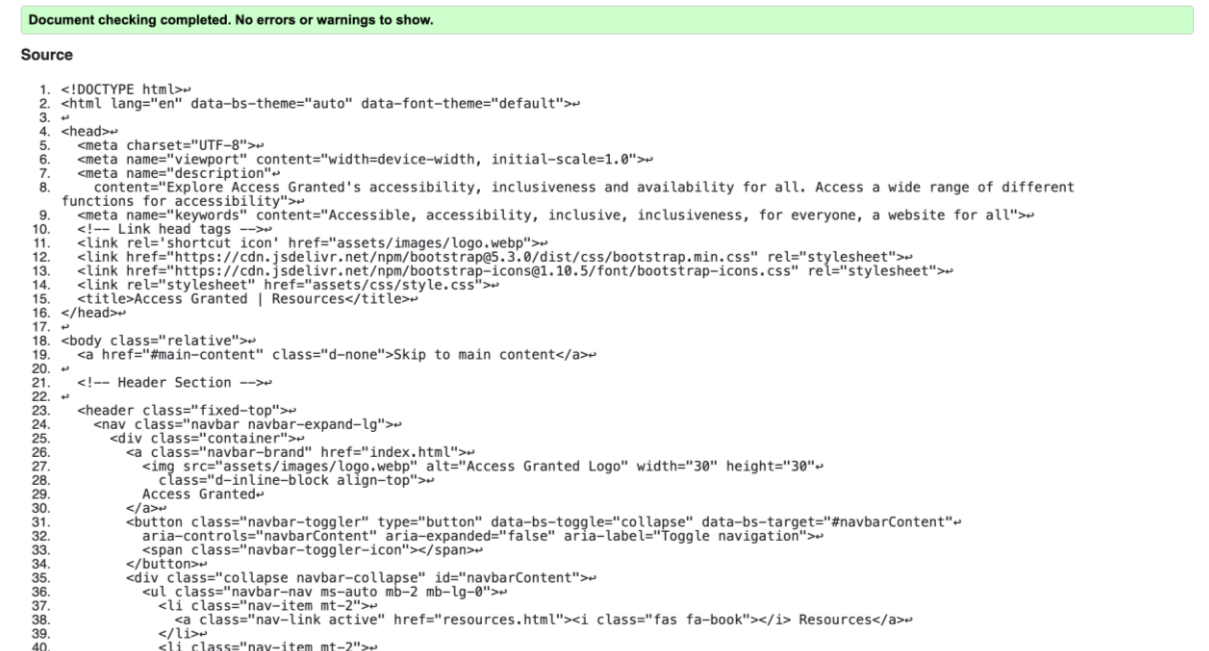 Document checking completed. No errors or warnings to show.
Source
1. <!DOCTYPE html>↩
2. <html lang="en" data-bs-theme="auto" data-font-theme="default">↩
3. ↩
4. <head>↩
5. <meta charset="UTF-8">↩
6. <meta name="viewport" content="width=device-width, initial-scale=1.0">↩
7. <meta name="description"↩
8. content="Explore Access Granted's accessibility, inclusiveness and availability for all. Access a wide range of different
functions for accessibility">↩
9. <meta name="keywords" content="Accessible, accessibility, inclusive, inclusiveness, for everyone, a website for all">↩
10. <!-- Link head tags -->↩
11. <link rel='shortcut icon' href="assets/images/logo.webp">↩
12. <link href="https://cdn.jsdelivr.net/npm/bootstrap@5.3.0/dist/css/bootstrap.min.css" rel="stylesheet">↩
13. <link href="https://cdn.jsdelivr.net/npm/bootstrap-icons@1.10.5/font/bootstrap-icons.css" rel="stylesheet">↩
14. <link rel="stylesheet" href="assets/css/style.css">↩
15. <title>Access Granted | Resources</title>↩
16. </head>↩
17. ↩
18. <body class="relative">↩
19. <a href="#main-content" class="d-none">Skip to main content</a>↩
20. ↩
21. <!-- Header Section -->↩
22. ↩
23. <header class="fixed-top">↩
24. <nav class="navbar navbar-expand-lg">↩
25. <div class="container">↩
26. <a class="navbar-brand" href="index.html">↩
27. <img src="assets/images/logo.webp" alt="Access Granted Logo" width="30" height="30"↩
28. class="d-inline-block align-top">↩
29. Access Granted↩
30. </a>↩
31. <button class="navbar-toggler" type="button" data-bs-toggle="collapse" data-bs-target="#navbarContent"↩
32. aria-controls="navbarContent" aria-expanded="false" aria-label="Toggle navigation">↩
33. <span class="navbar-toggler-icon"></span>↩
34. </button>↩
35. <div class="collapse navbar-collapse" id="navbarContent">↩
36. <ul class="navbar-nav ms-auto mb-2 mb-lg-0">↩
37. <li class="nav-item mt-2">↩
38. <a class="nav-link active" href="resources.html"><i class="fas fa-book"></i> Resources</a>↩
39. </li>↩
40. <li class="nav-item mt-2">↩